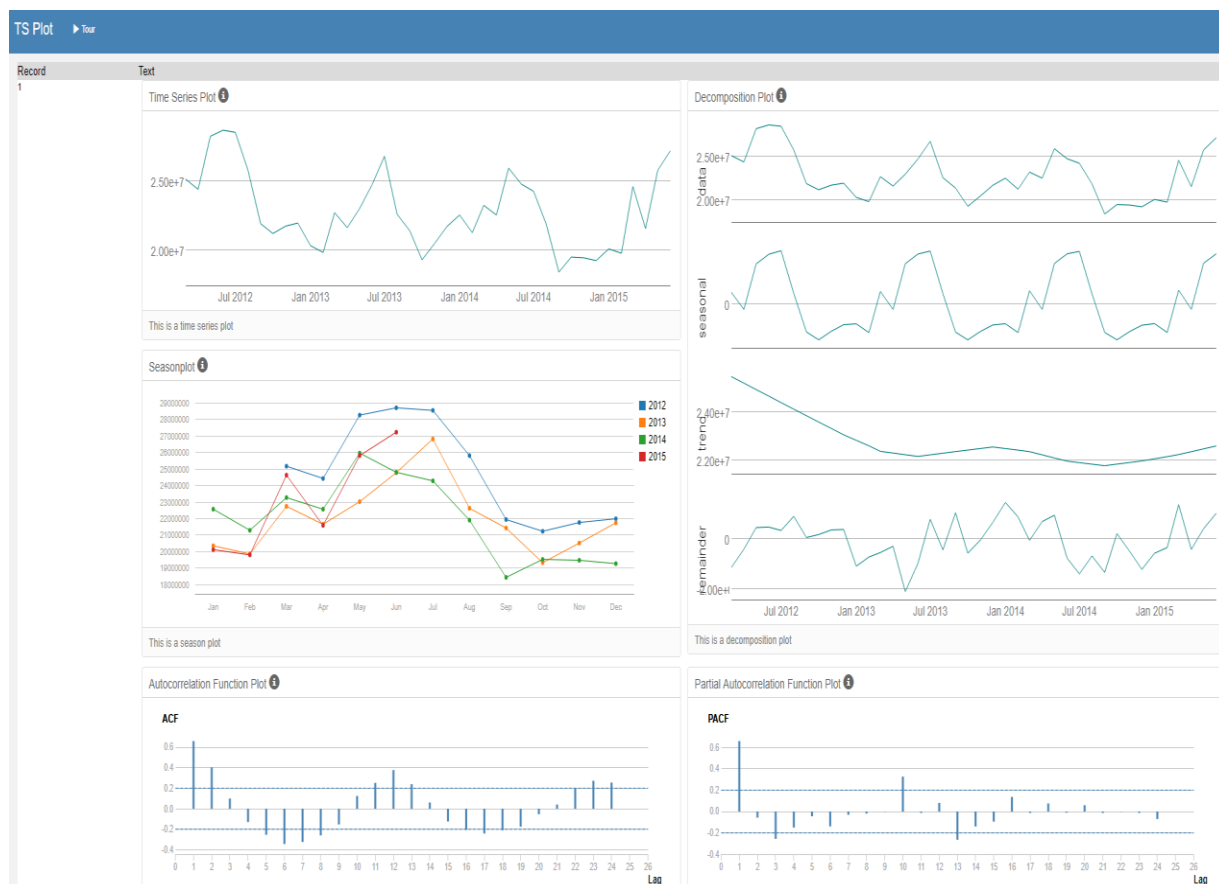 TS Plot Tour
Record Text
1
Time Series Plot
2.50e+7
2.00e+7
Jul 2012 Jan 2013 Jul 2013 Jan 2014 Jul 2014 Jan 2015
This is a time series plot
Seasonplot
29000000
28000000
27000000
26000000
25000000
24000000
23000000
22000000
21000000
20000000
19000000
18000000
2012
2013
2014
2015
Jan Feb Mar Apr May Jun Jul Aug Sep Oct Nov Dec
This is a season plot
Decomposition Plot
2.50e+7
data
2.00e+7
0
seasonal
2.40e+7
trend
2.20e+7
0
remainder
Jul 2012 Jan 2013 Jul 2013 Jan 2014 Jul 2014 Jan 2015
This is a decomposition plot
Autocorrelation Function Plot
ACF
0.6
0.4
0.2
0.0
-0.2
-0.4
0 1 2 3 4 5 6 7 8 9 10 11 12 13 14 15 16 17 18 19 20 21 22 23 24 25 26
Lag
Partial Autocorrelation Function Plot
PACF
0.6
0.4
0.2
0.0
-0.2
-0.4
0 1 2 3 4 5 6 7 8 9 10 11 12 13 14 15 16 17 18 19 20 21 22 23 24 25 26
Lag